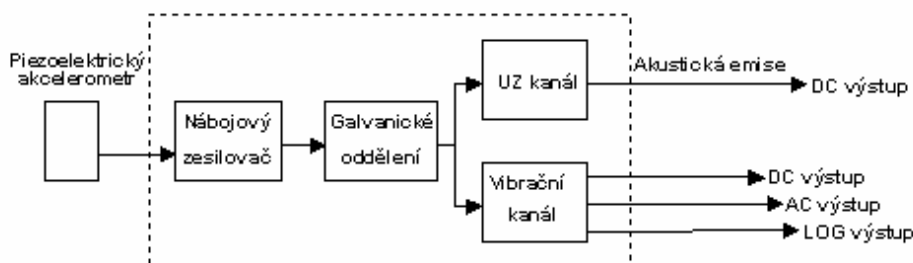 Piezoelektrický
akcelerometr
Nábojový
zesilovač
Galvanické
oddělení
UZ kanál
Vibrační
kanál
Akustická emise
DC výstup
DC výstup
AC výstup
LOG výstup